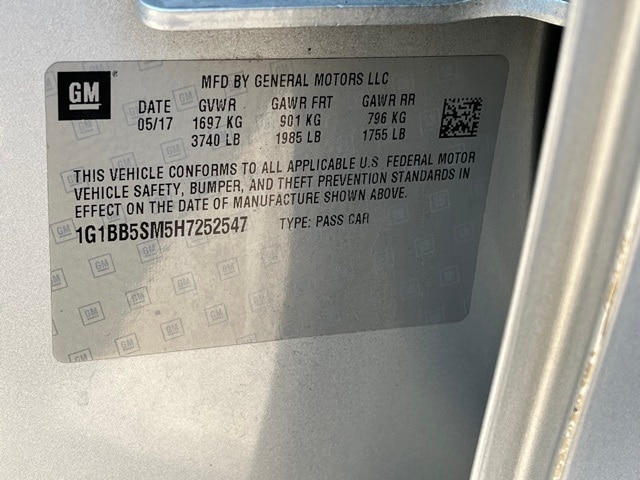 GM
MFD BY GENERAL MOTORS LLC
DATE GVWR GAWR FRT GAWR RR
05/17 1697 KG 901 KG 796 KG
3740 LB 1985 LB 1755 LB
THIS VEHICLE CONFORMS TO ALL APPLICABLE U.S. FEDERAL MOTOR
VEHICLE SAFETY, BUMPER, AND THEFT PREVENTION STANDARDS IN
EFFECT ON THE DATE OF MANUFACTURE SHOWN ABOVE.
1G1BB5SM5H7252547 TYPE: PASS CAR